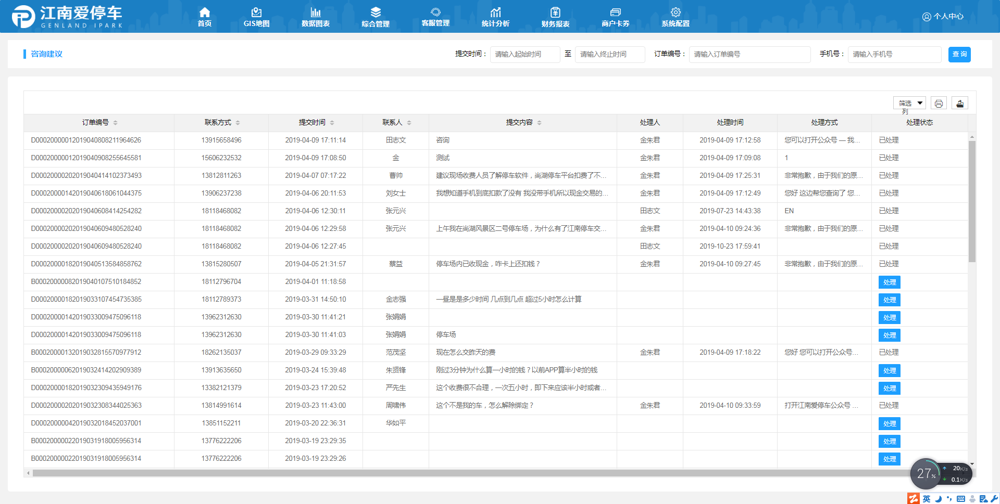 江南爱停车
GENLAND IPARK
首页 GIS地图 数据图表 综合管理 客服管理 统计分析 财务报表 商户卡券 系统配置 个人中心
咨询建议 提交时间： 请输入起始时间 至 请输入终止时间 订单编号： 请输入订单编号 手机号： 请输入手机号 查询
筛选列
订单编号 联系方式 提交时间 联系人 提交内容 处理人 处理时间 处理方式 处理状态
D00020000012019040808211964626 13915658496 2019-04-09 17:11:14 田志文 咨询 金朱君 2019-04-09 17:12:58 您可以打开公众号 — 我... 已处理
D00020000012019040908255645581 15606232532 2019-04-09 17:08:50 金 测试 金朱君 2019-04-09 17:09:08 1 已处理
D00020000202019040414102373493 13812811263 2019-04-07 07:17:22 曹帅 建议现场收费人员了解停车软件，尚湖停车平台扣费了不... 金朱君 2019-04-09 17:25:31 非常抱歉，由于我们的原... 已处理
D00020000142019040618061044375 13906237238 2019-04-06 20:11:53 刘女士 我想知道手机到底扣款了没有 我没带手机所以现金交易的... 金朱君 2019-04-09 17:12:49 您好 这边帮您查询了 您... 已处理
D00020000202019040608414254282 18118468082 2019-04-06 12:30:11 张元兴 田志文 2019-07-23 14:43:38 EN 已处理
D00020000202019040609480528240 18118468082 2019-04-06 12:29:58 张元兴 上午我在尚湖风景区二号停车场，为什么有了江南停车交... 金朱君 2019-04-10 09:24:36 非常抱歉，由于我们的原... 已处理
D00020000202019040609480528240 18118468082 2019-04-06 12:27:45 田志文 2019-10-23 17:59:41 已处理
D00020000182019040513584858762 13815280507 2019-04-05 21:31:57 蔡益 停车场内已收现金，咋卡上还扣钱？ 金朱君 2019-04-10 09:27:45 非常抱歉，由于我们的原... 已处理
B00020000082019040107510184852 18112796704 2019-04-01 11:18:58 处理
D00020000182019033107454735385 18112789373 2019-03-31 14:50:10 金志强 一昼是是多少时间 几点到几点 超过5小时怎么计算 处理
D00020000142019033009475096118 13962312630 2019-03-30 11:41:21 张娟娟 处理
D00020000142019033009475096118 13962312630 2019-03-30 11:41:03 张娟娟 停车场 处理
B00020000132019032815570977912 18262135037 2019-03-29 09:33:29 范茂坚 现在怎么交昨天的费 金朱君 2019-04-09 17:18:22 您好 您可以打开公众号... 已处理
B00020000062019032414202909389 13913635650 2019-03-24 15:39:48 朱贤锋 刚过3分钟为什么算一小时的钱？以前APP算半小时的钱 处理
D00020000182019032309435949176 13382121379 2019-03-23 17:20:52 严先生 这个收费很不合理，一次五小时，即下来应该半小时或者... 处理
D00020000202019032308344025363 13814991614 2019-03-23 11:43:00 周啸伟 这个不是我的车，怎么解除绑定？ 金朱君 2019-04-10 09:33:59 打开江南爱停车公众号 ... 已处理
D00020000042019032018452037001 13851152211 2019-03-20 22:36:31 华如平 处理
B00020000022019031918005956314 13776222206 2019-03-19 23:29:35 处理
B00020000022019031918005956314 13776222206 2019-03-19 23:29:26 处理
27% 20K/s
0.1K/s
英